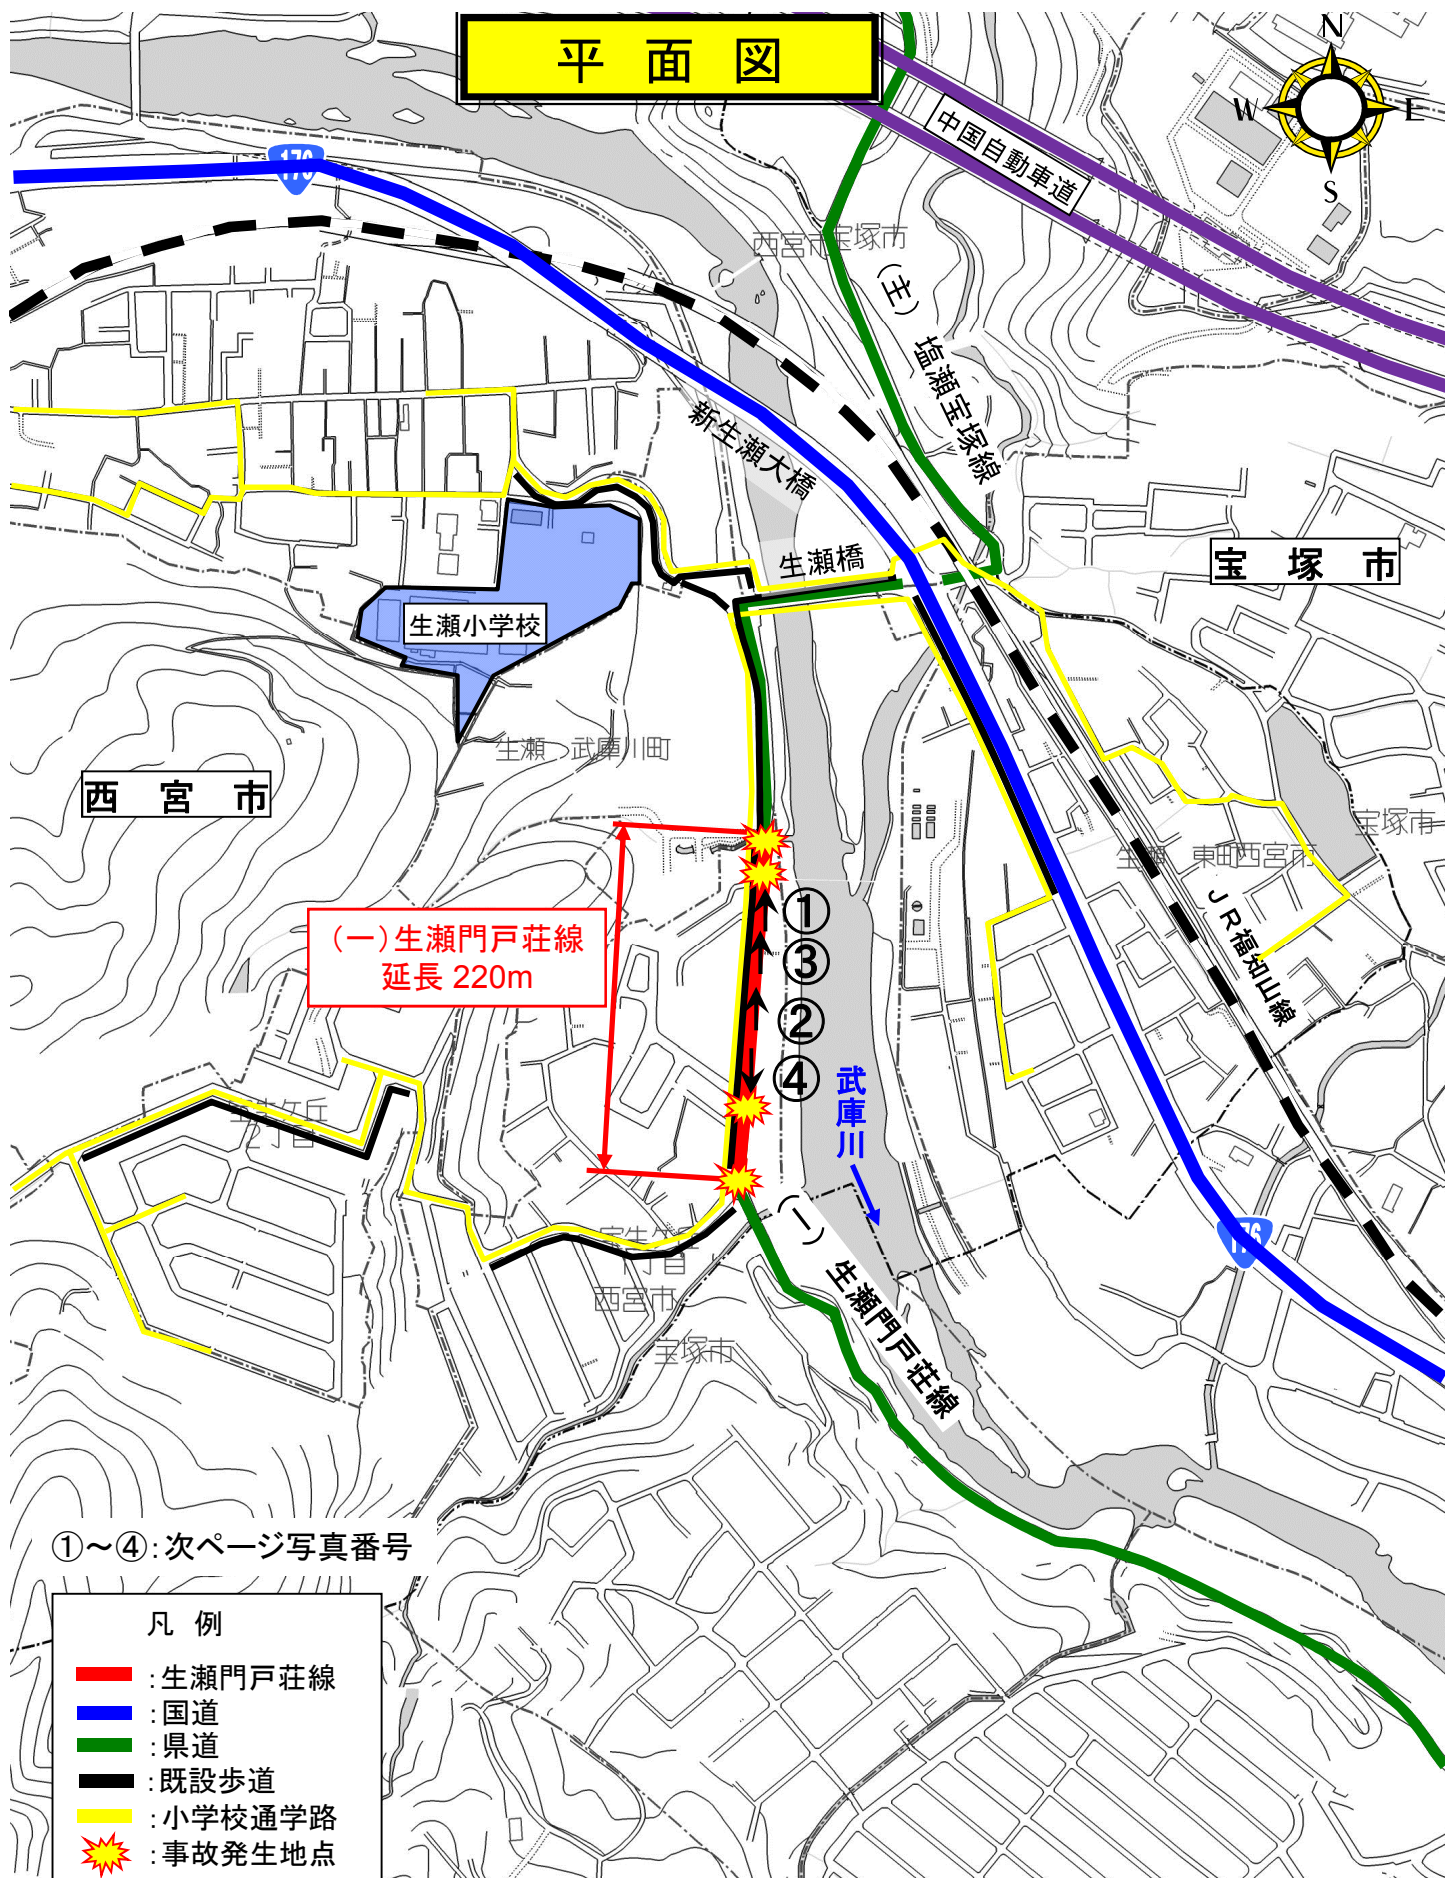 平面図
N
W
E
S
176
中国自動車道
西宮市
宝塚市
(主)塩瀬宝塚線
新生瀬大橋
生瀬橋
宝塚市
生瀬小学校
生瀬
武庫川町
西宮市
宝塚市
東町
西宮市
JR福知山線
(一)生瀬門戸荘線
延長 220m
①
③
②
④
武庫川
2丁目
176
(一)生瀬門戸荘線
西宮市
宝塚市
①~④:次ページ写真番号
凡例
:生瀬門戸荘線
:国道
:県道
:既設歩道
:小学校通学路
:事故発生地点